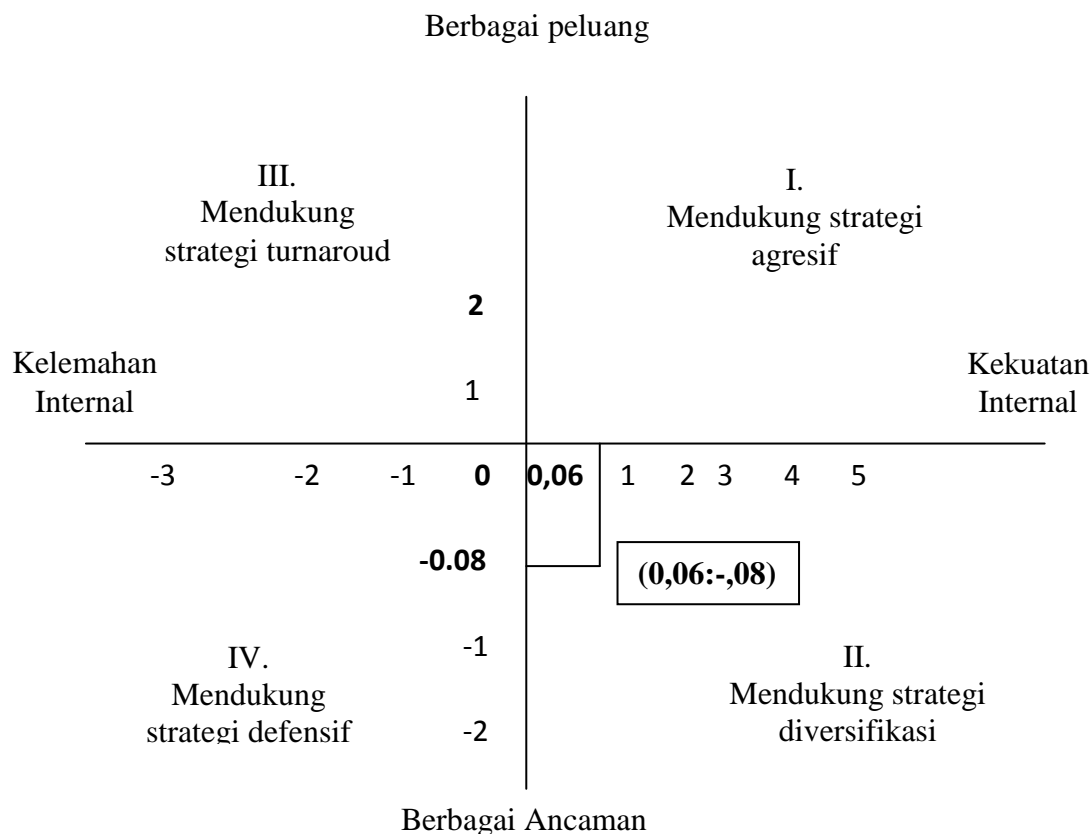 Berbagai peluang
III.
Mendukung
strategi turnaroud
I.
Mendukung strategi
agresif
2
Kelemahan
Internal
1
Kekuatan
Internal
-3 -2 -1 0 0,06 1 2 3 4 5
-0.08
(0,06:-,08)
-1
IV.
Mendukung
strategi defensif
-2
II.
Mendukung strategi
diversifikasi
Berbagai Ancaman